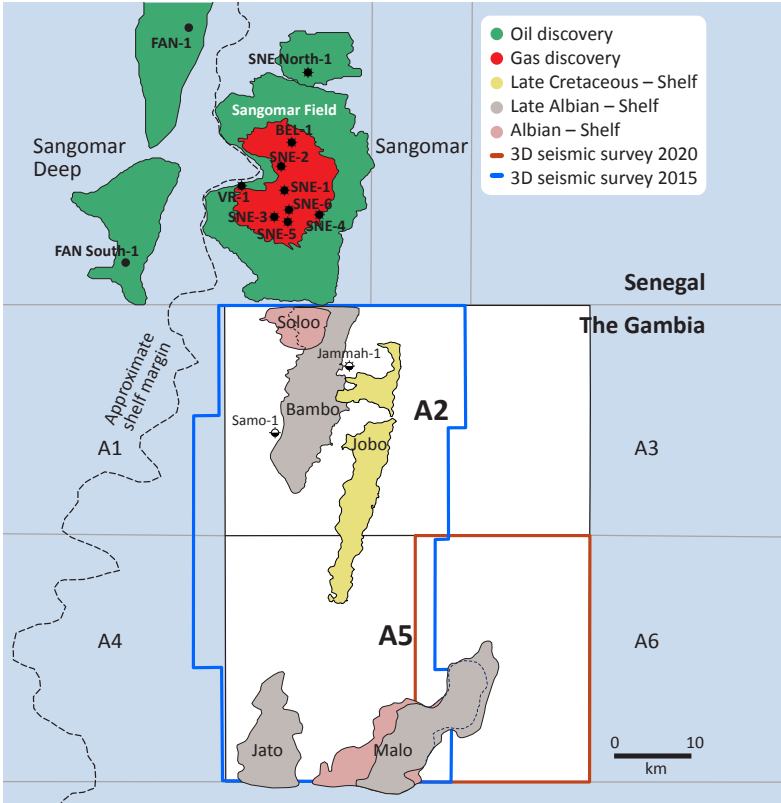 FAN-1
SNE North-1
Sangomar Field
BEL-1
SNE-2
Sangomar
Deep
Sangomar
SNE-1
VR-1
SNE-6
SNE-3
SNE-4
SNE-5
FAN South-1
Oil discovery
Gas discovery
Late Cretaceous – Shelf
Late Albian – Shelf
Albian – Shelf
3D seismic survey 2020
3D seismic survey 2015
Senegal
The Gambia
Approximate
shelf margin
Soloo
Jammah-1
Bambo
A2
Samo-1
Jobo
A1
A3
A5
A4
A6
Jato
Malo
0 10
km